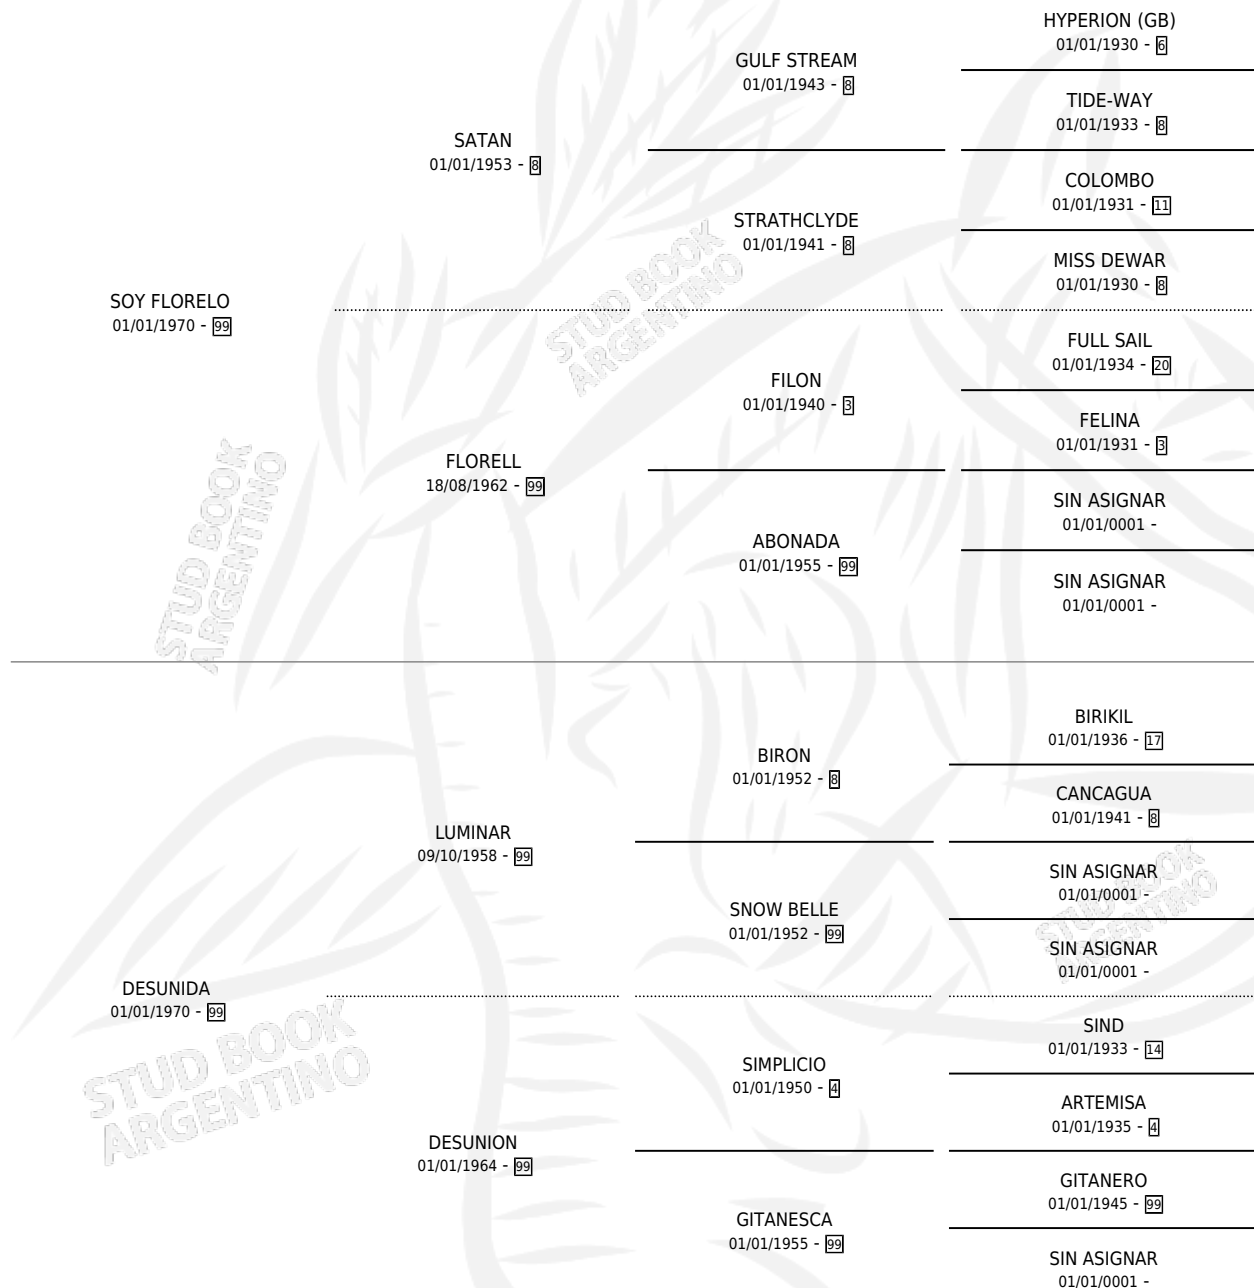 HYPERION (GB)
01/01/1930 - 6
GULF STREAM
01/01/1943 - 8
TIDE-WAY
01/01/1933 - 8
SATAN
01/01/1953 - 8
COLOMBO
01/01/1931 - 11
STRATHCLYDE
01/01/1941 - 8
MISS DEWAR
01/01/1930 - 8
SOY FLORELO
01/01/1970 - 99
FULL SAIL
01/01/1934 - 20
FILON
01/01/1940 - 3
FELINA
01/01/1931 - 3
FLORELL
18/08/1962 - 99
SIN ASIGNAR
01/01/0001 -
ABONADA
01/01/1955 - 99
SIN ASIGNAR
01/01/0001 -
BIRIKIL
01/01/1936 - 17
BIRON
01/01/1952 - 8
CANCAGUA
01/01/1941 - 8
LUMINAR
09/10/1958 - 99
SIN ASIGNAR
01/01/0001 -
SNOW BELLE
01/01/1952 - 99
SIN ASIGNAR
01/01/0001 -
DESUNIDA
01/01/1970 - 99
SIND
01/01/1933 - 14
SIMPLICIO
01/01/1950 - 4
ARTEMISA
01/01/1935 - 4
DESUNION
01/01/1964 - 99
GITANERO
01/01/1945 - 99
GITANESCA
01/01/1955 - 99
SIN ASIGNAR
01/01/0001 -
STUD BOOK
ARGENTINO
STUD BOOK
ARGENTINO
STUD BOOK
ARGENTINO
STUD BOOK
ARGENTINO